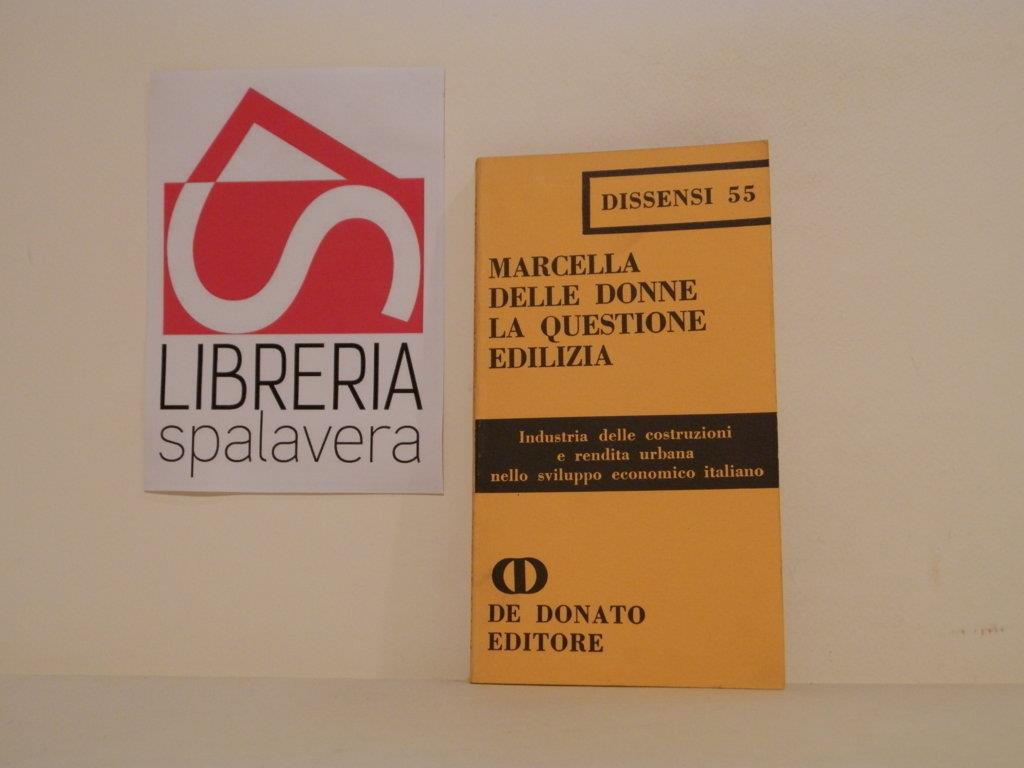 LIBRERIA
spalavera
DISSENSI 55
MARCELLA
DELLE DONNE
LA QUESTIONE
EDILIZIA
Industria delle costruzioni
e rendita urbana
nello sviluppo economico italiano
DE DONATO
EDITORE